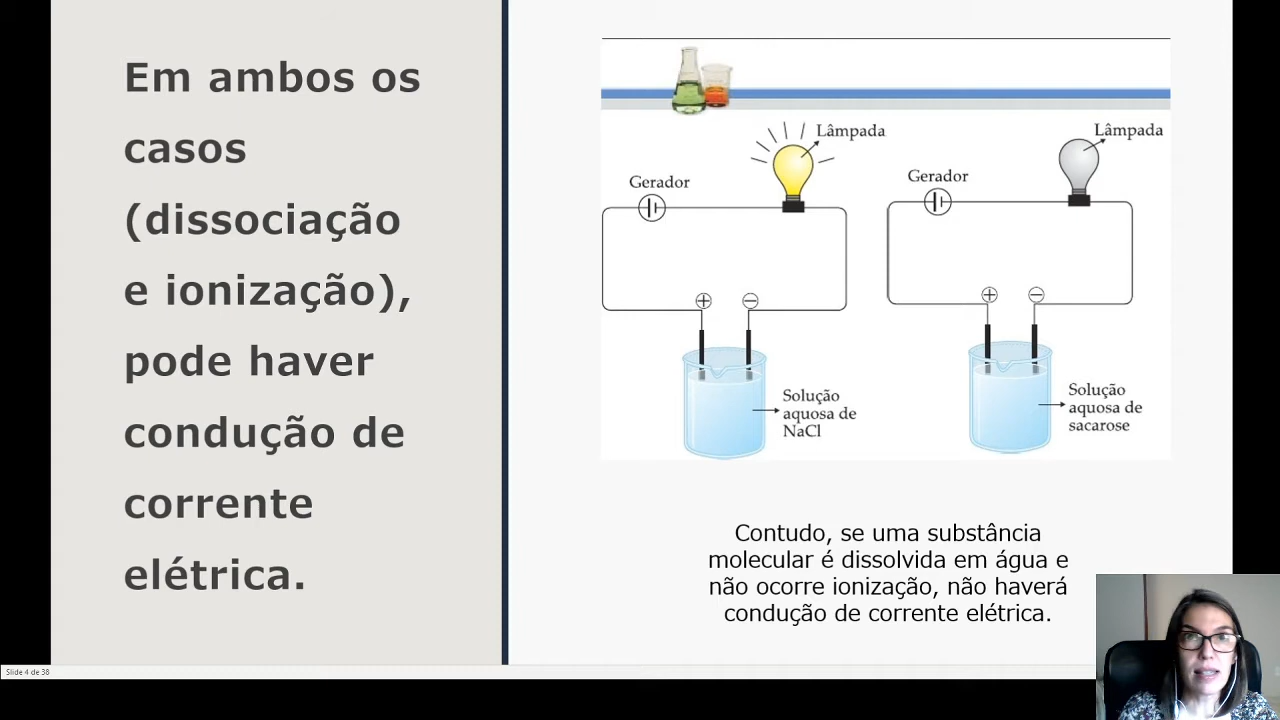 Em ambos os
casos
(dissociação
e ionização),
pode haver
condução de
corrente
elétrica.
Lâmpada
Gerador
+
−
Solução
aquosa de
NaCl
Lâmpada
Gerador
+
−
Solução
aquosa de
sacarose
Contudo, se uma substância
molecular é dissolvida em água e
não ocorre ionização, não haverá
condução de corrente elétrica.
Slide 4 de 38